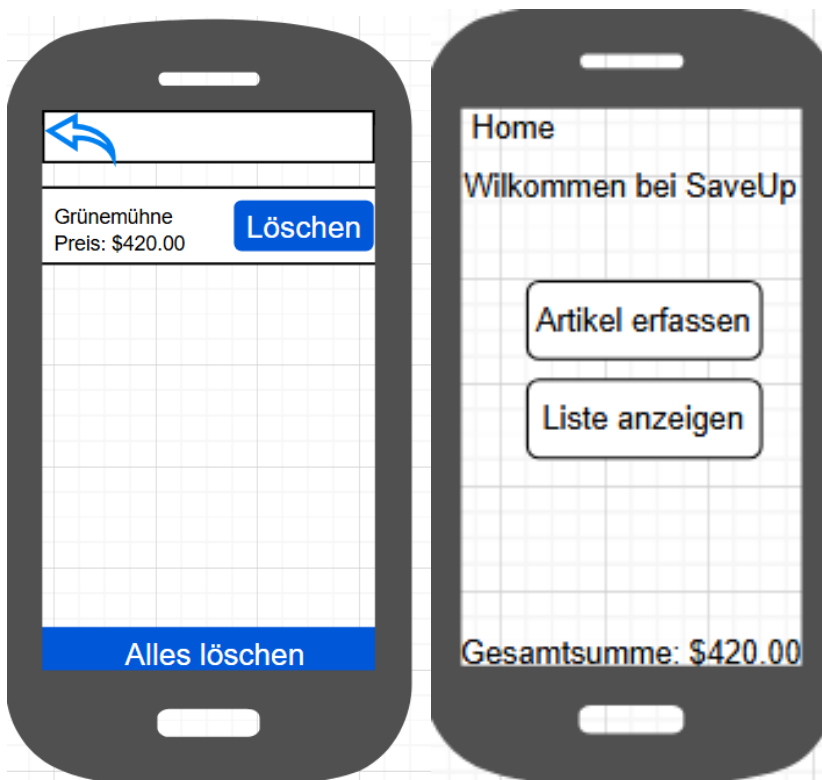 Grünemühne
Preis: $420.00
Löschen
Alles löschen
Home
Wilkommen bei SaveUp
Artikel erfassen
Liste anzeigen
Gesamtsumme: $420.00